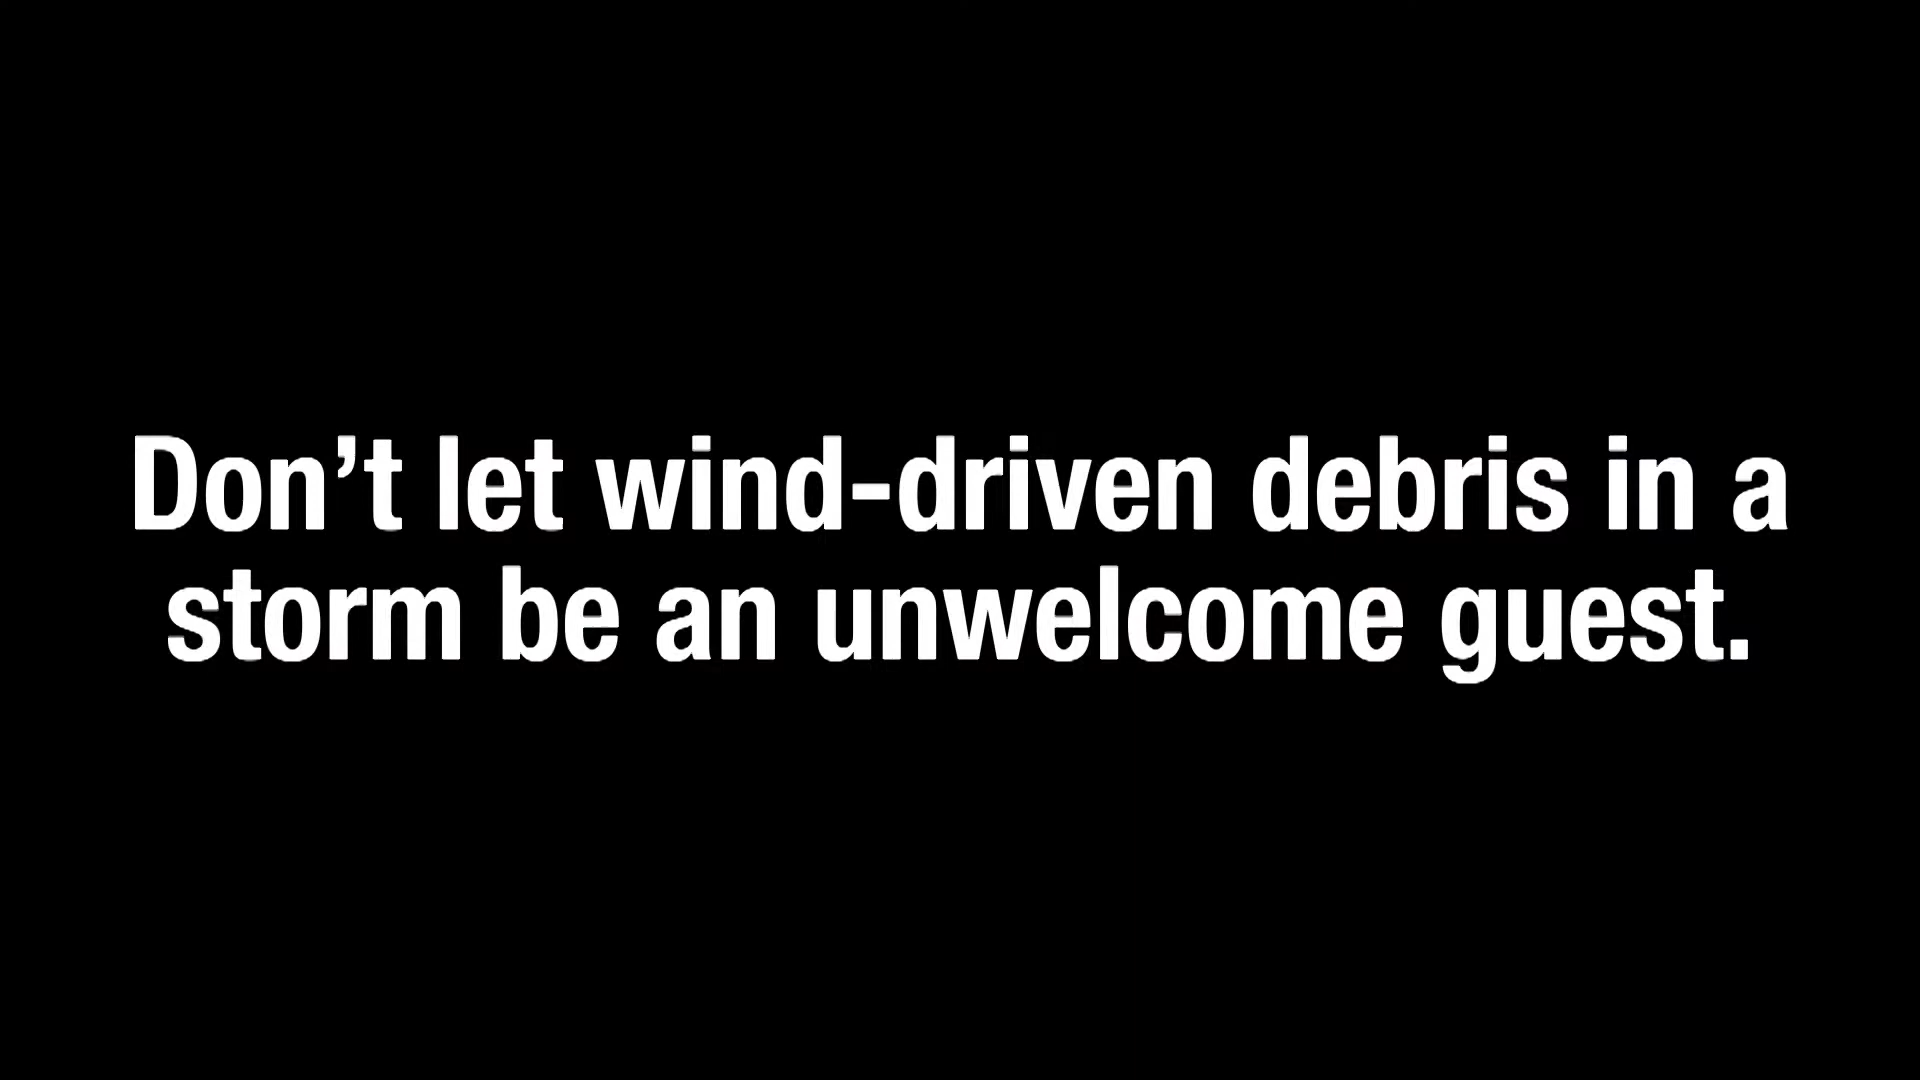 Don’t let wind-driven debris in a
storm be an unwelcome guest.